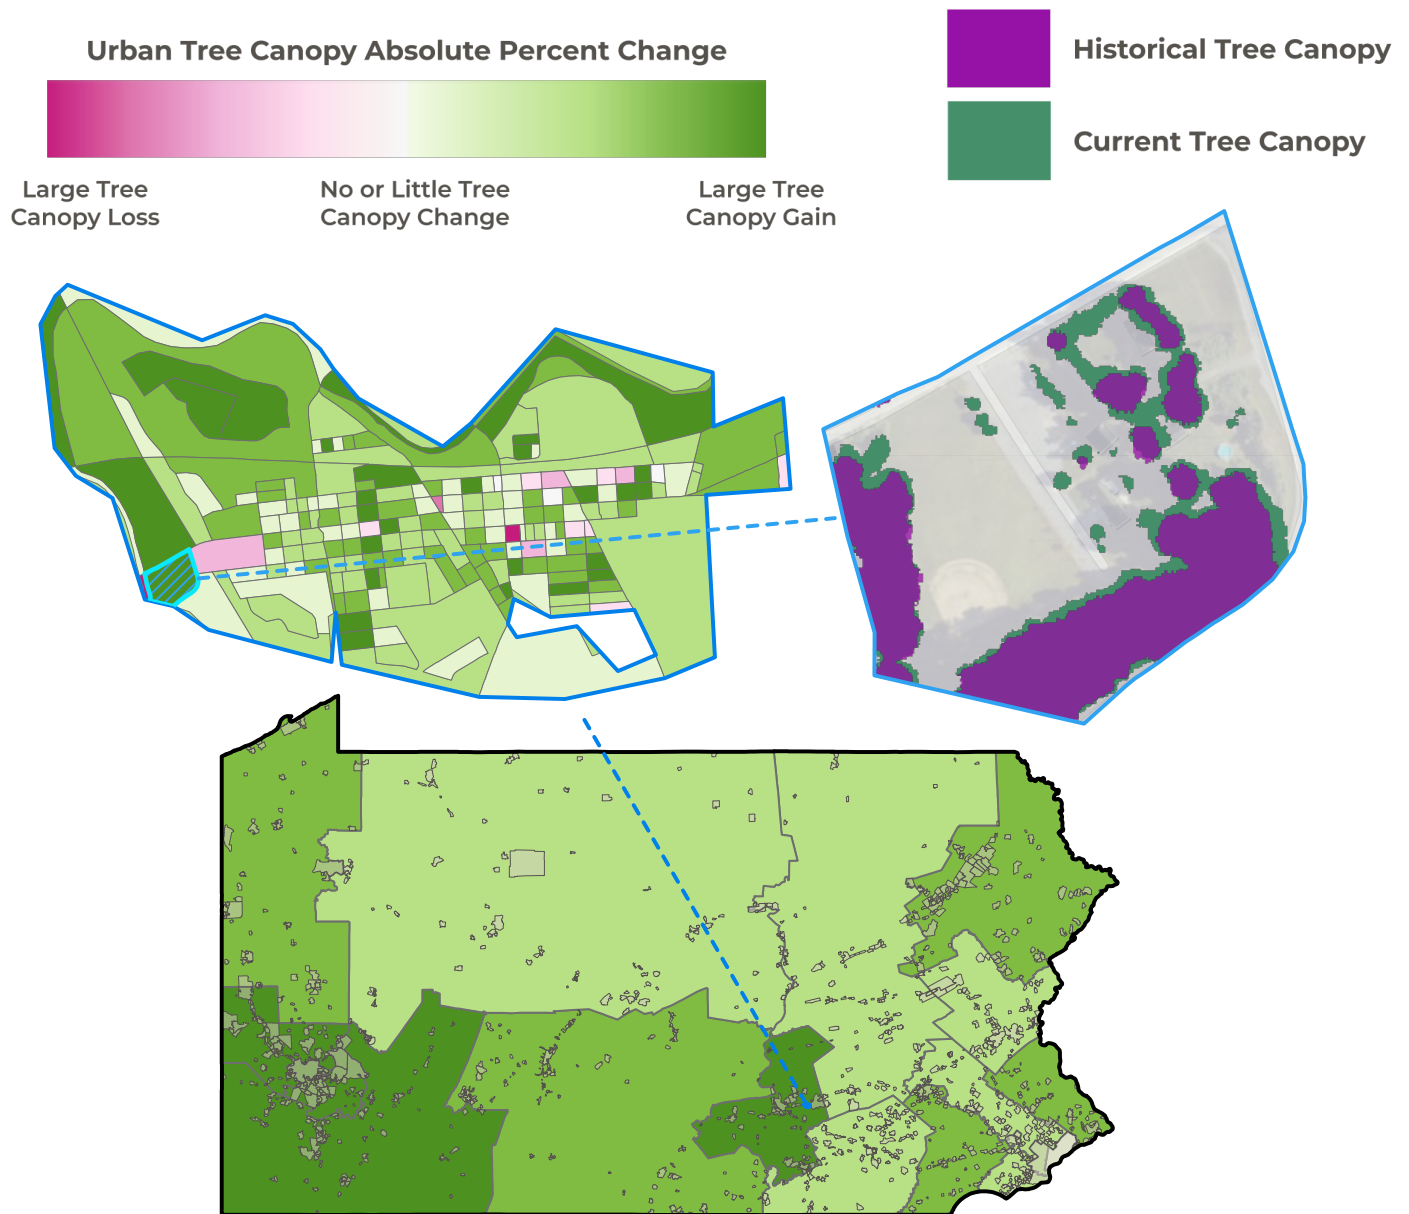 Urban Tree Canopy Absolute Percent Change
Large Tree
Canopy Loss
No or Little Tree
Canopy Change
Large Tree
Canopy Gain
Historical Tree Canopy
Current Tree Canopy